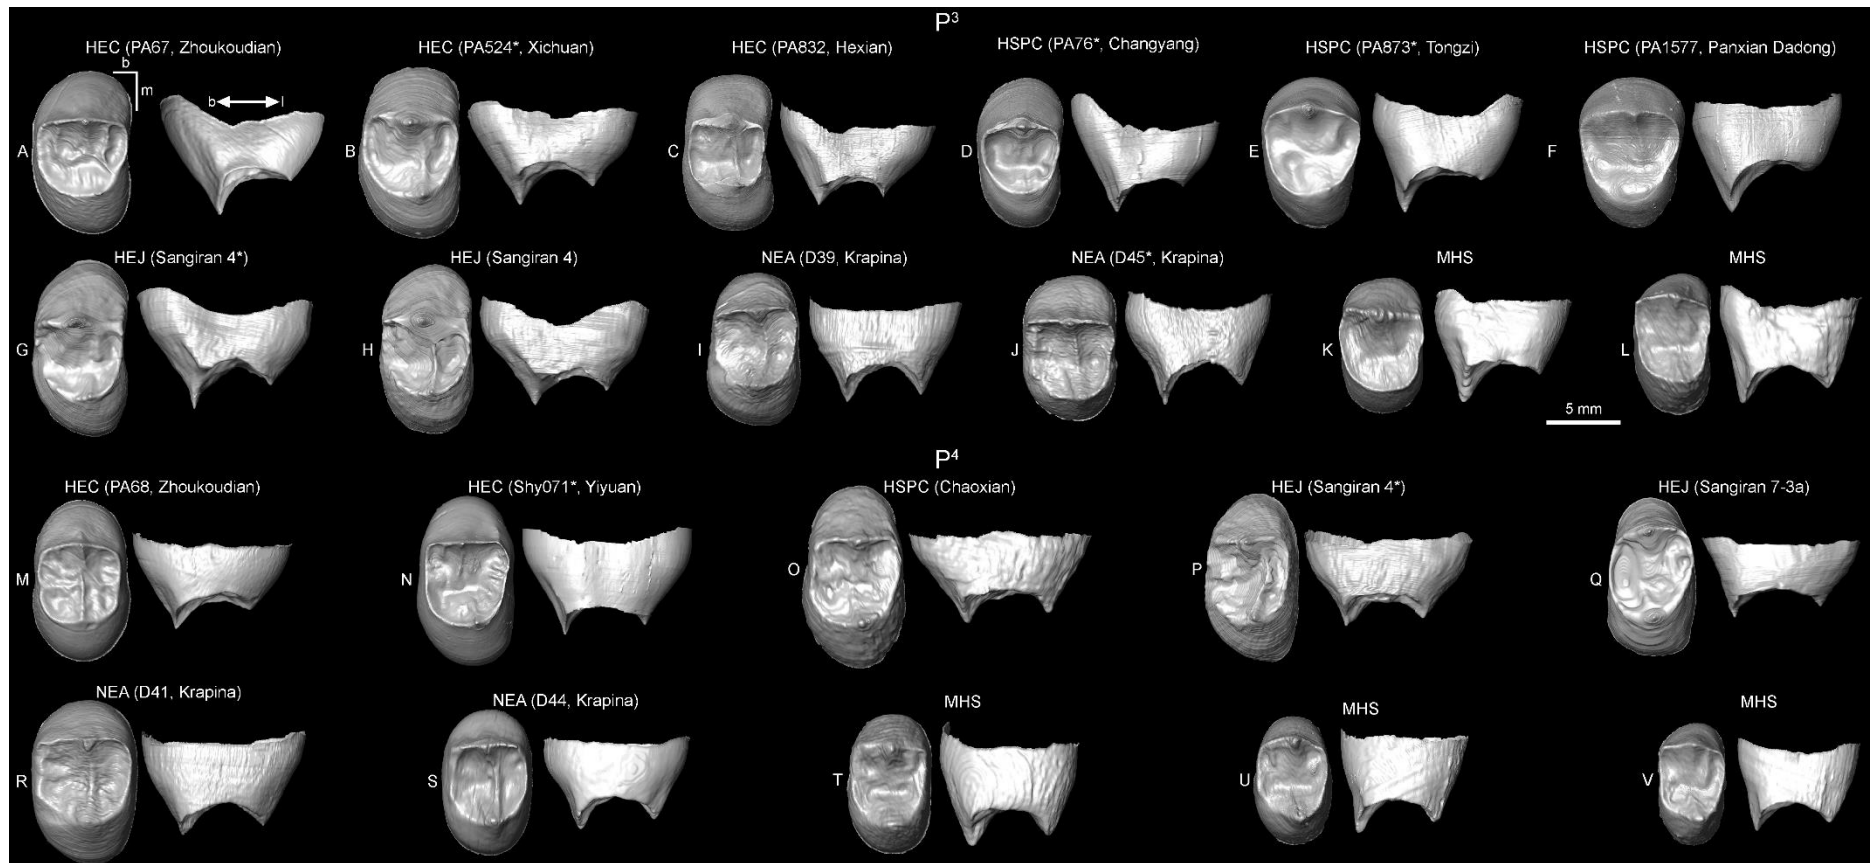 P³
HEC (PA67, Zhoukoudian)
HEC (PA524*, Xichuan)
HEC (PA832, Hexian)
HSPC (PA76*, Changyang)
HSPC (PA873*, Tongzi)
HSPC (PA1577, Panxian Dadong)
b
m
b l
A
B
C
D
E
F
HEJ (Sangiran 4*)
HEJ (Sangiran 4)
NEA (D39, Krapina)
NEA (D45*, Krapina)
MHS
MHS
G
H
I
J
K
L
5 mm
P⁴
HEC (PA68, Zhoukoudian)
HEC (Shy071*, Yiyuan)
HSPC (Chaoxian)
HEJ (Sangiran 4*)
HEJ (Sangiran 7-3a)
M
N
O
P
Q
NEA (D41, Krapina)
NEA (D44, Krapina)
MHS
MHS
MHS
R
S
T
U
V